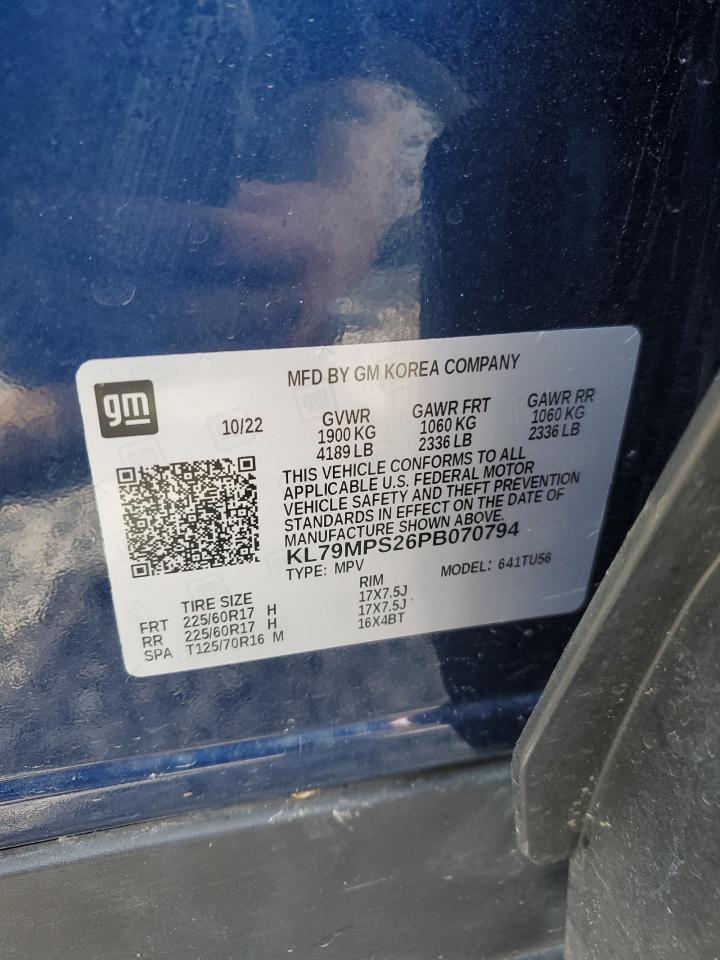 MFD BY GM KOREA COMPANY
gm
10/22
GVWR
1900 KG
4189 LB
GAWR FRT
1060 KG
2336 LB
GAWR RR
1060 KG
2336 LB
THIS VEHICLE CONFORMS TO ALL
APPLICABLE U.S. FEDERAL MOTOR
VEHICLE SAFETY AND THEFT PREVENTION
STANDARDS IN EFFECT ON THE DATE OF
MANUFACTURE SHOWN ABOVE.
KL79MPS26PB070794
TYPE: MPV MODEL: 641TU56
TIRE SIZE RIM
FRT 225/60R17 H 17X7.5J
RR 225/60R17 H 17X7.5J
SPA T125/70R16 M 16X4BT